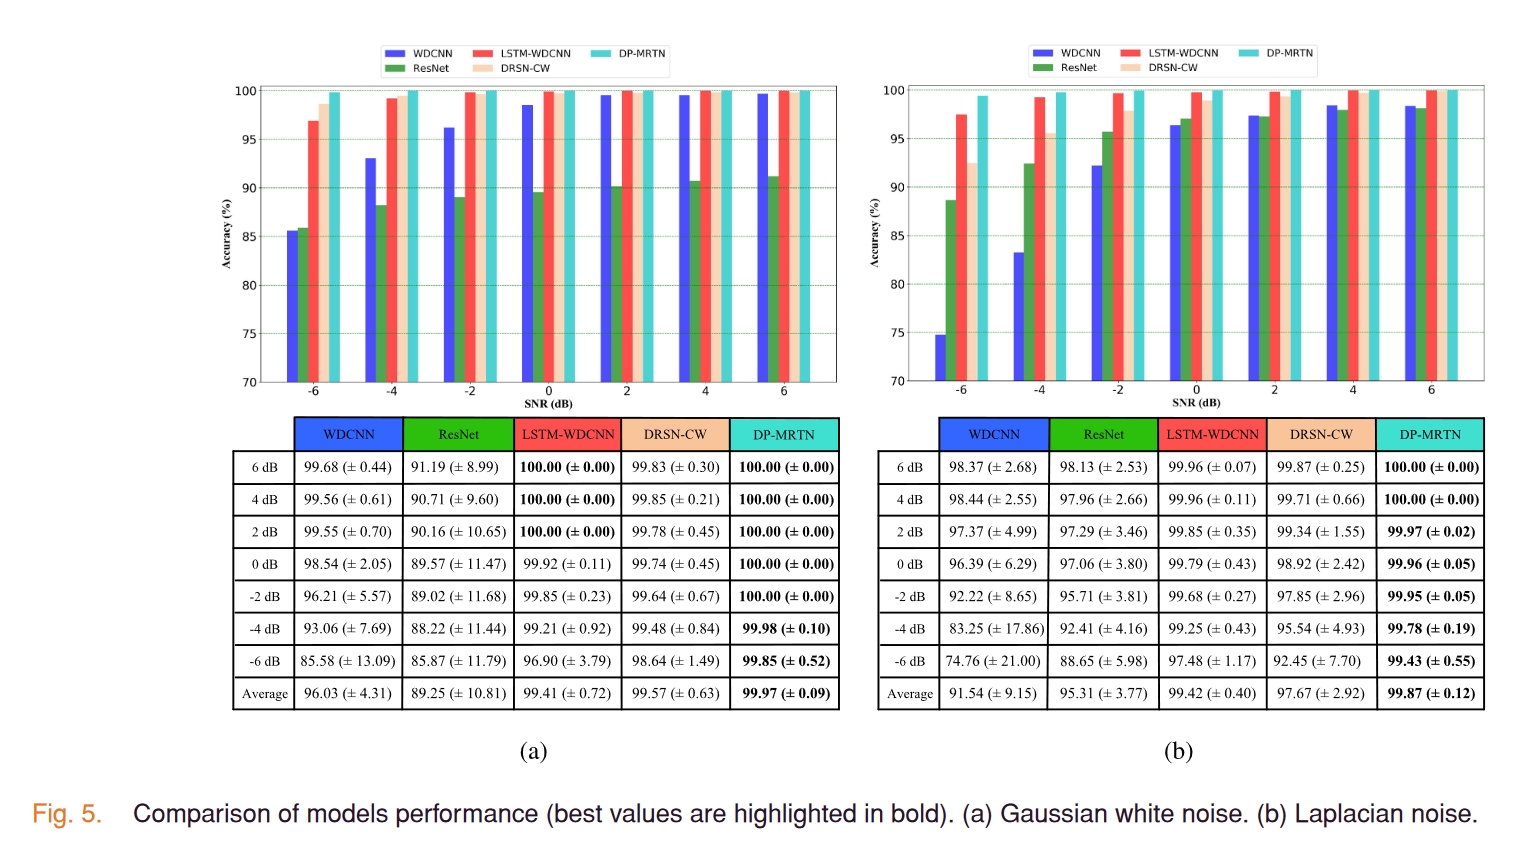 WDCNN LSTM-WDCNN DP-MRTN
ResNet DRSN-CW
100
95
90
85
80
75
70
Accuracy (%)
-6 -4 -2 0 2 4 6
SNR (dB)
WDCNN ResNet LSTM-WDCNN DRSN-CW DP-MRTN
6 dB 99.68 (± 0.44) 91.19 (± 8.99) 100.00 (± 0.00) 99.83 (± 0.30) 100.00 (± 0.00)
4 dB 99.56 (± 0.61) 90.71 (± 9.60) 100.00 (± 0.00) 99.85 (± 0.21) 100.00 (± 0.00)
2 dB 99.55 (± 0.70) 90.16 (± 10.65) 100.00 (± 0.00) 99.78 (± 0.45) 100.00 (± 0.00)
0 dB 98.54 (± 2.05) 89.57 (± 11.47) 99.92 (± 0.11) 99.74 (± 0.45) 100.00 (± 0.00)
-2 dB 96.21 (± 5.57) 89.02 (± 11.68) 99.85 (± 0.23) 99.64 (± 0.67) 100.00 (± 0.00)
-4 dB 93.06 (± 7.69) 88.22 (± 11.44) 99.21 (± 0.92) 99.48 (± 0.84) 99.98 (± 0.10)
-6 dB 85.58 (± 13.09) 85.87 (± 11.79) 96.90 (± 3.79) 98.64 (± 1.49) 99.85 (± 0.52)
Average 96.03 (± 4.31) 89.25 (± 10.81) 99.41 (± 0.72) 99.57 (± 0.63) 99.97 (± 0.09)
(a)
WDCNN LSTM-WDCNN DP-MRTN
ResNet DRSN-CW
100
95
90
85
80
75
70
Accuracy (%)
-6 -4 -2 0 2 4 6
SNR (dB)
WDCNN ResNet LSTM-WDCNN DRSN-CW DP-MRTN
6 dB 98.37 (± 2.68) 98.13 (± 2.53) 99.96 (± 0.07) 99.87 (± 0.25) 100.00 (± 0.00)
4 dB 98.44 (± 2.55) 97.96 (± 2.66) 99.96 (± 0.11) 99.71 (± 0.66) 100.00 (± 0.00)
2 dB 97.37 (± 4.99) 97.29 (± 3.46) 99.85 (± 0.35) 99.34 (± 1.55) 99.97 (± 0.02)
0 dB 96.39 (± 6.29) 97.06 (± 3.80) 99.79 (± 0.43) 98.92 (± 2.42) 99.96 (± 0.05)
-2 dB 92.22 (± 8.65) 95.71 (± 3.81) 99.68 (± 0.27) 97.85 (± 2.96) 99.95 (± 0.05)
-4 dB 83.25 (± 17.86) 92.41 (± 4.16) 99.25 (± 0.43) 95.54 (± 4.93) 99.78 (± 0.19)
-6 dB 74.76 (± 21.00) 88.65 (± 5.98) 97.48 (± 1.17) 92.45 (± 7.70) 99.43 (± 0.55)
Average 91.54 (± 9.15) 95.31 (± 3.77) 99.42 (± 0.40) 97.67 (± 2.92) 99.87 (± 0.12)
(b)
Fig. 5. Comparison of models performance (best values are highlighted in bold). (a) Gaussian white noise. (b) Laplacian noise.